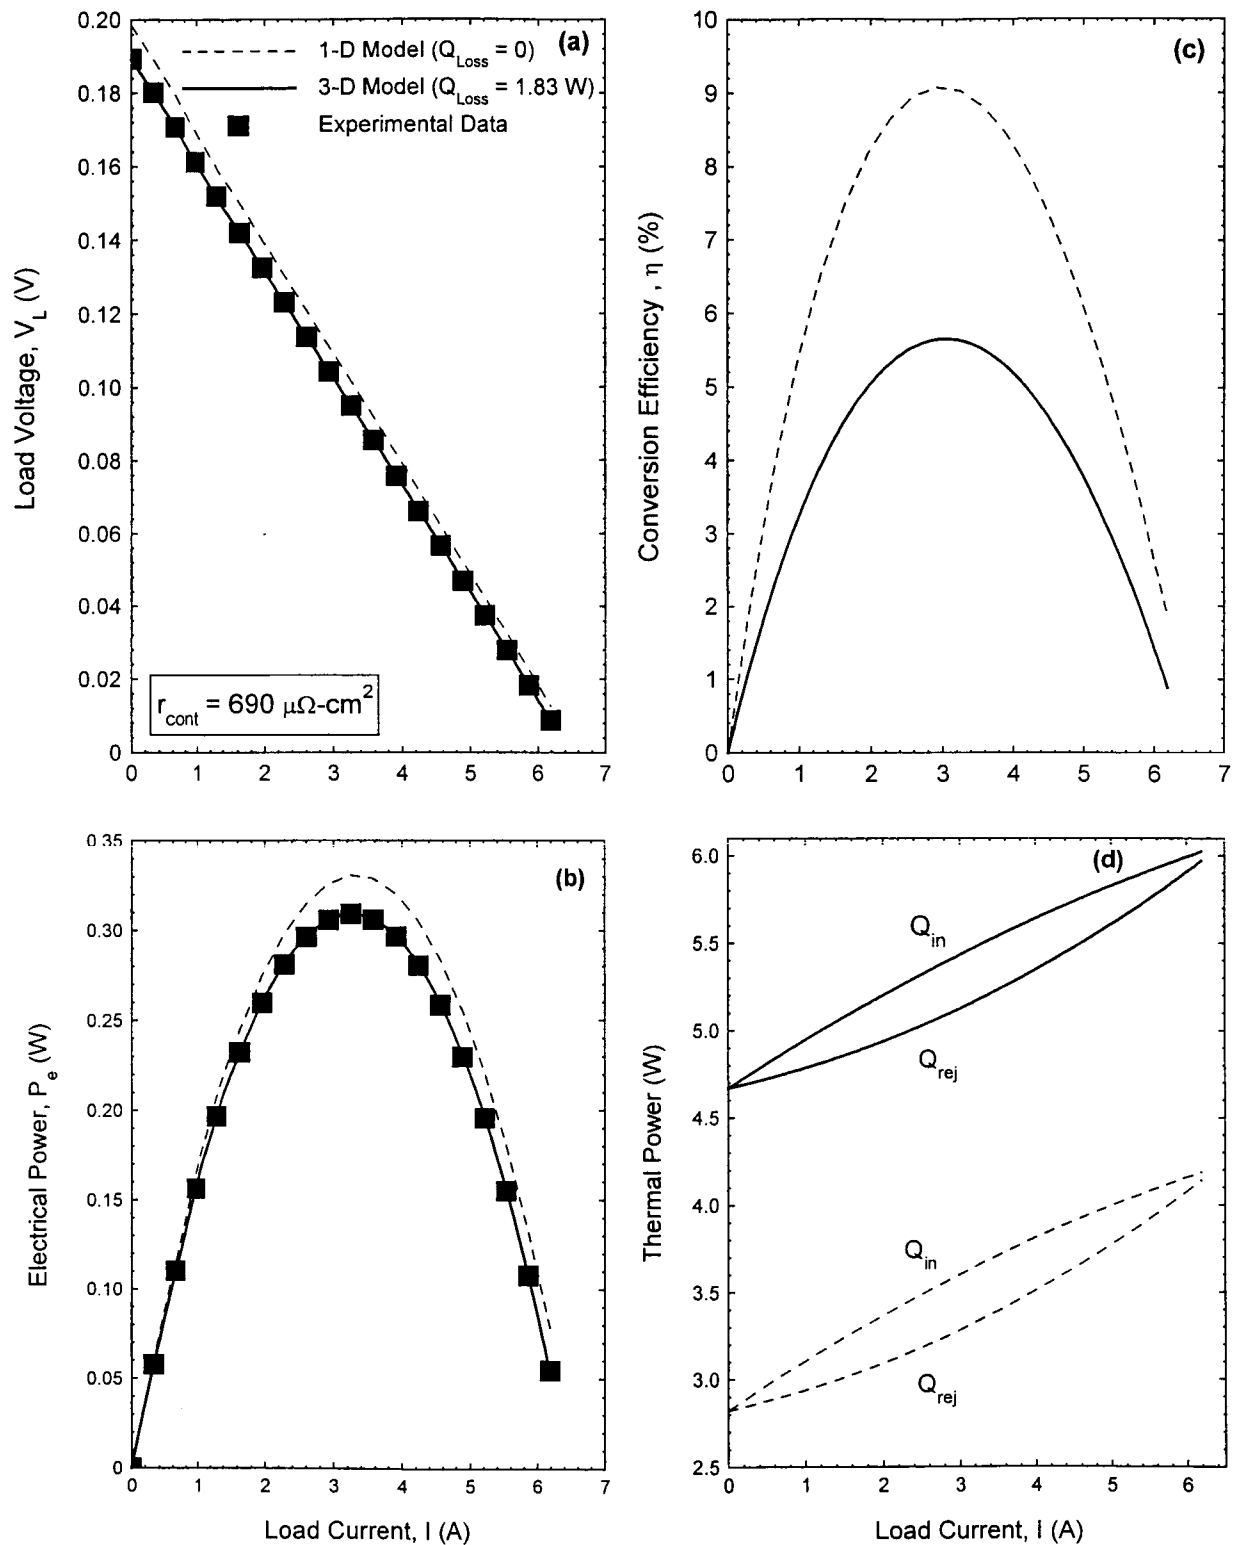 (a)
1-D Model (Q_Loss = 0)
3-D Model (Q_Loss = 1.83 W)
Experimental Data
Load Voltage, V_L (V)
0.20
0.18
0.16
0.14
0.12
0.10
0.08
0.06
0.04
0.02
0
r_cont = 690 μΩ-cm²
0 1 2 3 4 5 6 7
(c)
Conversion Efficiency , η (%)
10
9
8
7
6
5
4
3
2
1
0
0 1 2 3 4 5 6 7
(b)
Electrical Power, P_e (W)
0.35
0.30
0.25
0.20
0.15
0.10
0.05
0
0 1 2 3 4 5 6 7
Load Current, I (A)
(d)
Thermal Power (W)
6.0
5.5
5.0
4.5
4.0
3.5
3.0
2.5
Q_in
Q_rej
Q_in
Q_rej
0 1 2 3 4 5 6
Load Current, I (A)